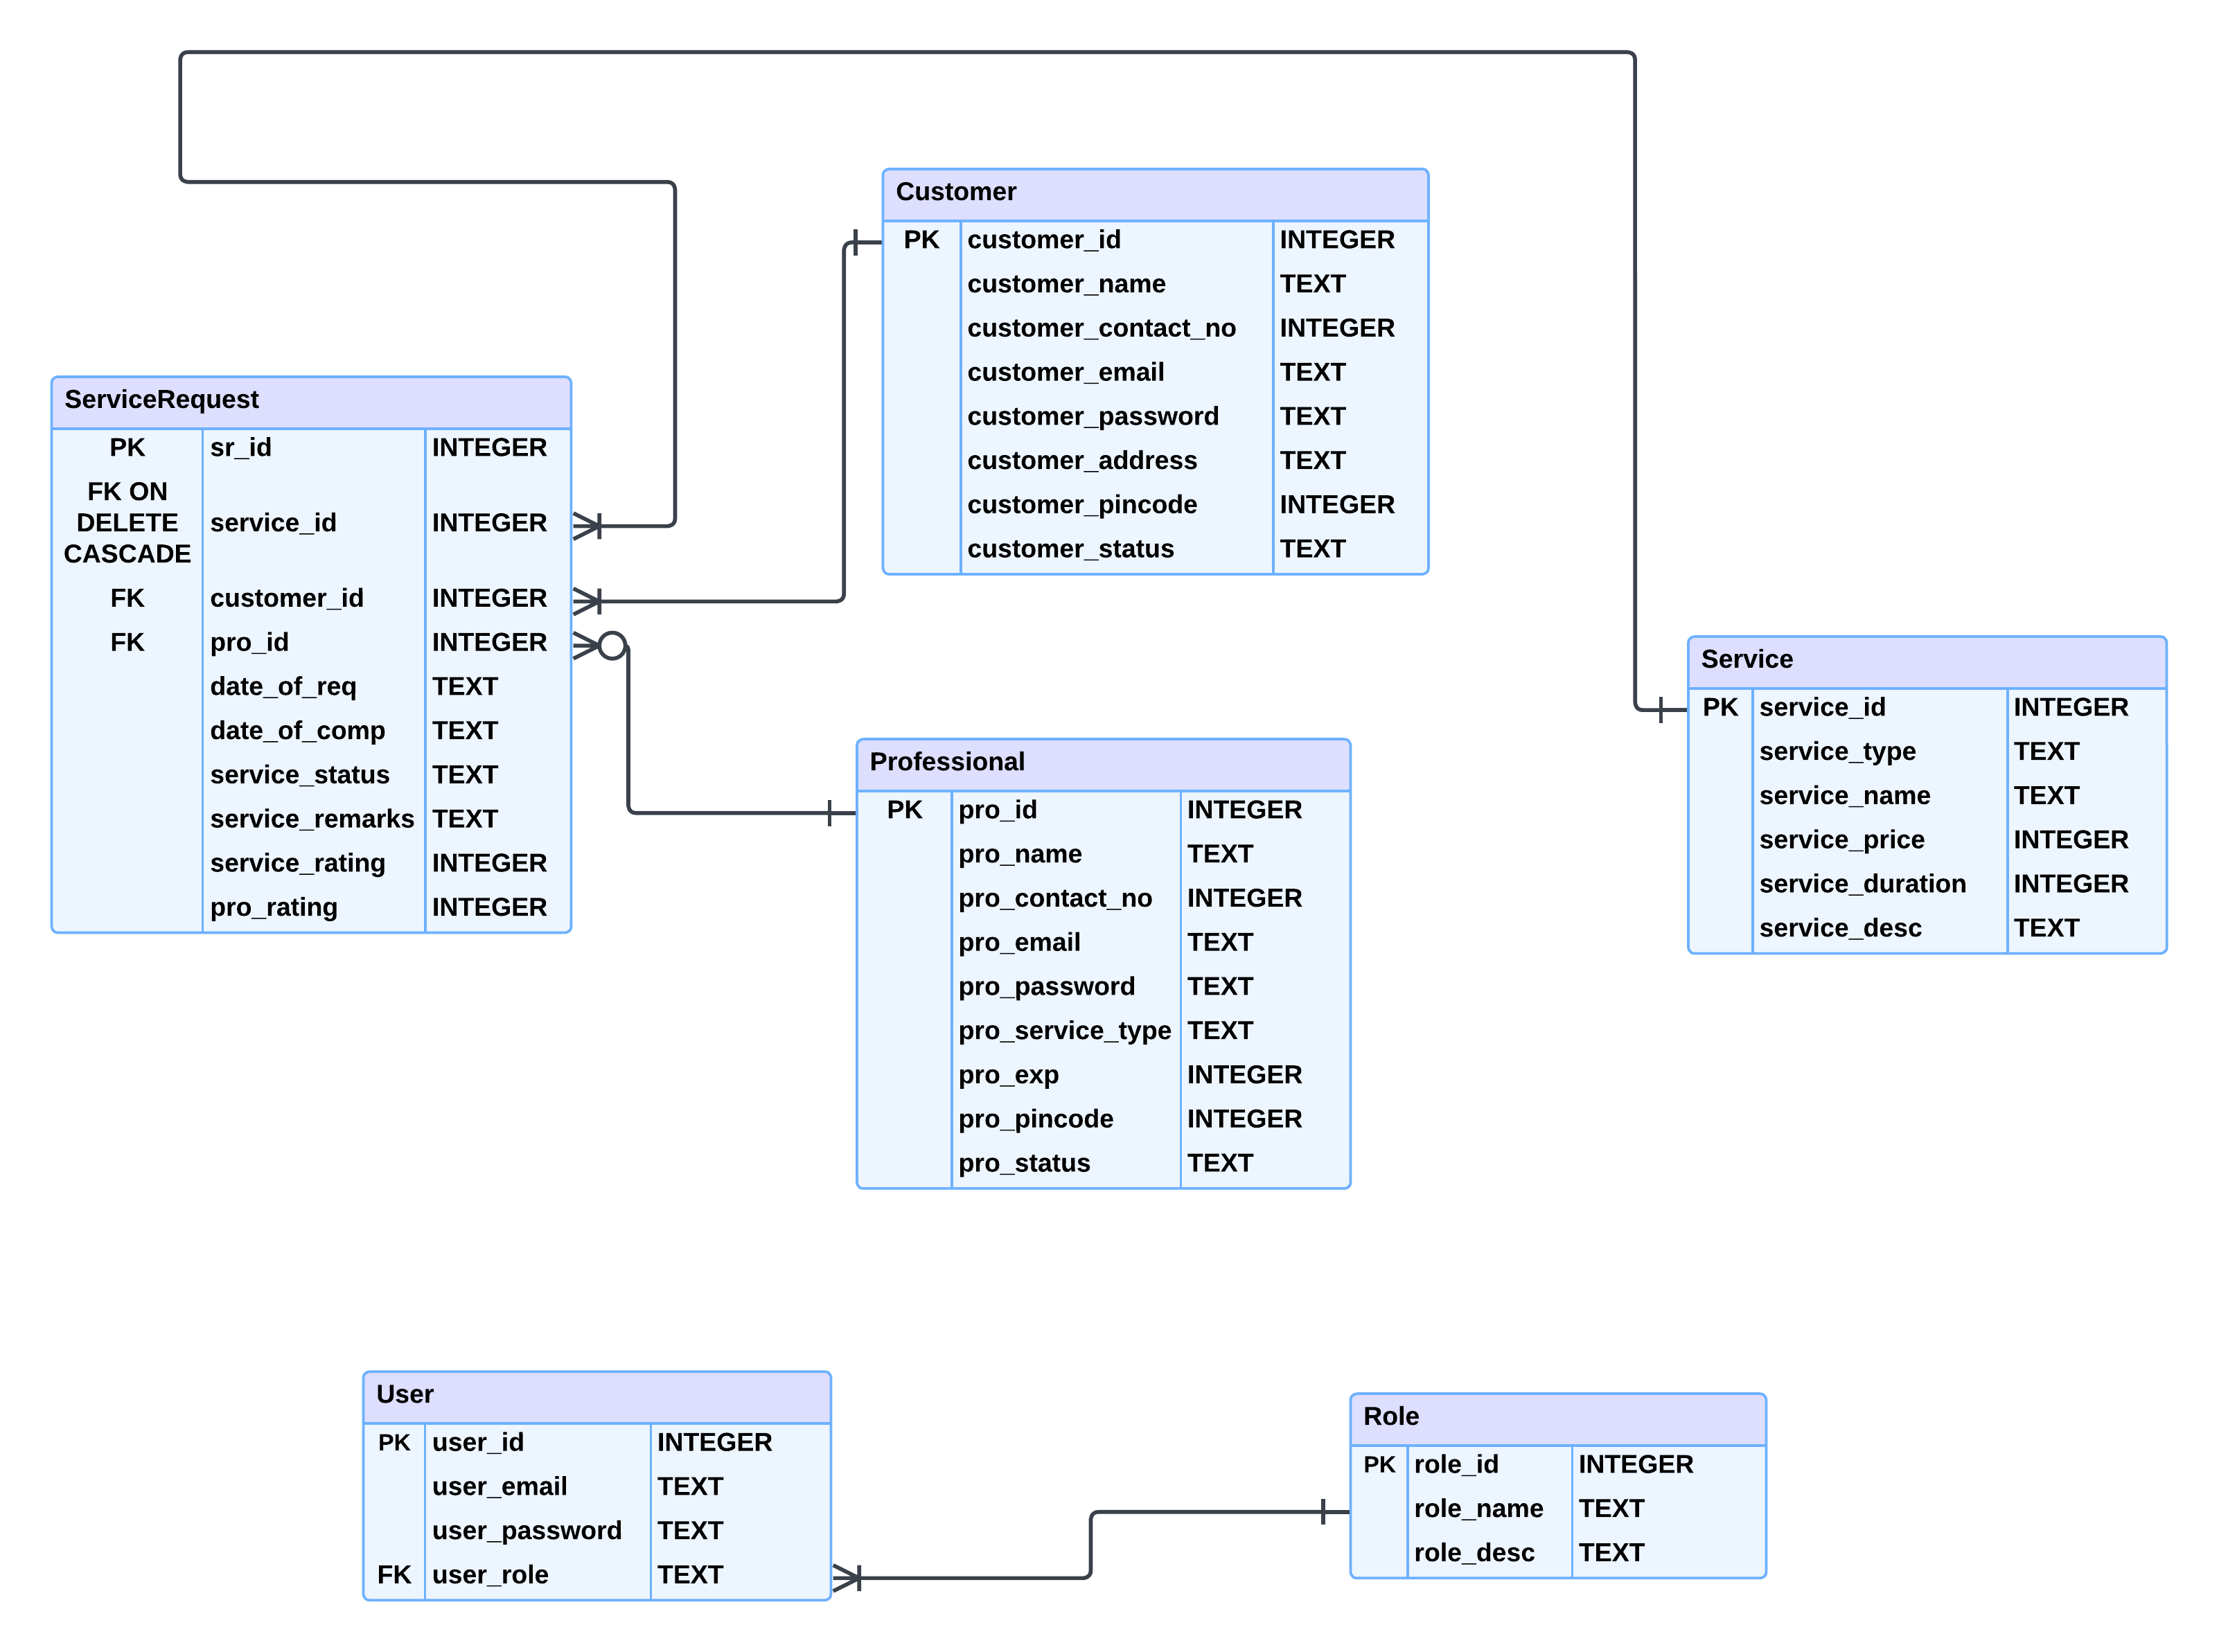 Customer
PK customer_id INTEGER
customer_name TEXT
customer_contact_no INTEGER
customer_email TEXT
customer_password TEXT
customer_address TEXT
customer_pincode INTEGER
customer_status TEXT
ServiceRequest
PK sr_id INTEGER
FK ON
DELETE service_id INTEGER
CASCADE
FK customer_id INTEGER
FK pro_id INTEGER
date_of_req TEXT
date_of_comp TEXT
service_status TEXT
service_remarks TEXT
service_rating INTEGER
pro_rating INTEGER
Service
PK service_id INTEGER
service_type TEXT
service_name TEXT
service_price INTEGER
service_duration INTEGER
service_desc TEXT
Professional
PK pro_id INTEGER
pro_name TEXT
pro_contact_no INTEGER
pro_email TEXT
pro_password TEXT
pro_service_type TEXT
pro_exp INTEGER
pro_pincode INTEGER
pro_status TEXT
User
PK user_id INTEGER
user_email TEXT
user_password TEXT
FK user_role TEXT
Role
PK role_id INTEGER
role_name TEXT
role_desc TEXT